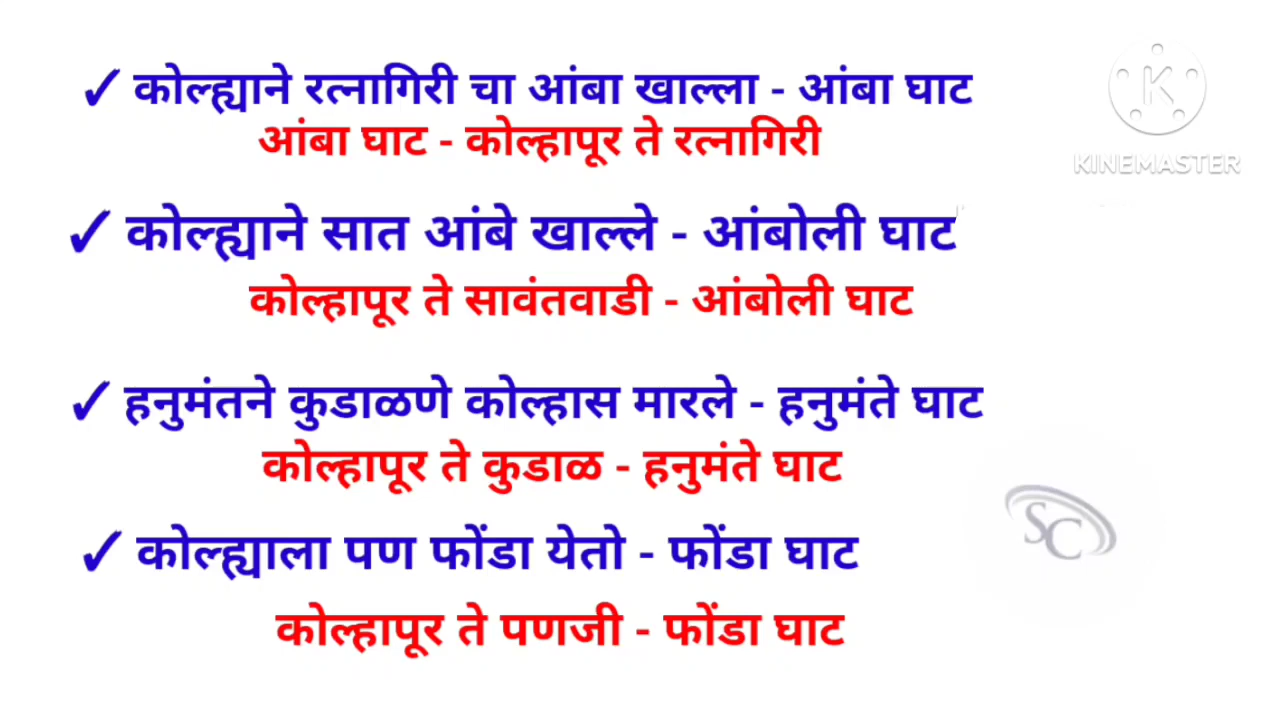 ✓ कोल्ह्याने रत्नागिरी चा आंबा खाल्ला - आंबा घाट
आंबा घाट - कोल्हापूर ते रत्नागिरी
K
KINEMASTER
✓ कोल्ह्याने सात आंबे खाल्ले - आंबोली घाट
कोल्हापूर ते सावंतवाडी - आंबोली घाट
✓ हनुमंतने कुडाळणे कोल्हास मारले - हनुमंते घाट
कोल्हापूर ते कुडाळ - हनुमंते घाट
SC
✓ कोल्ह्याला पण फोंडा येतो - फोंडा घाट
कोल्हापूर ते पणजी - फोंडा घाट